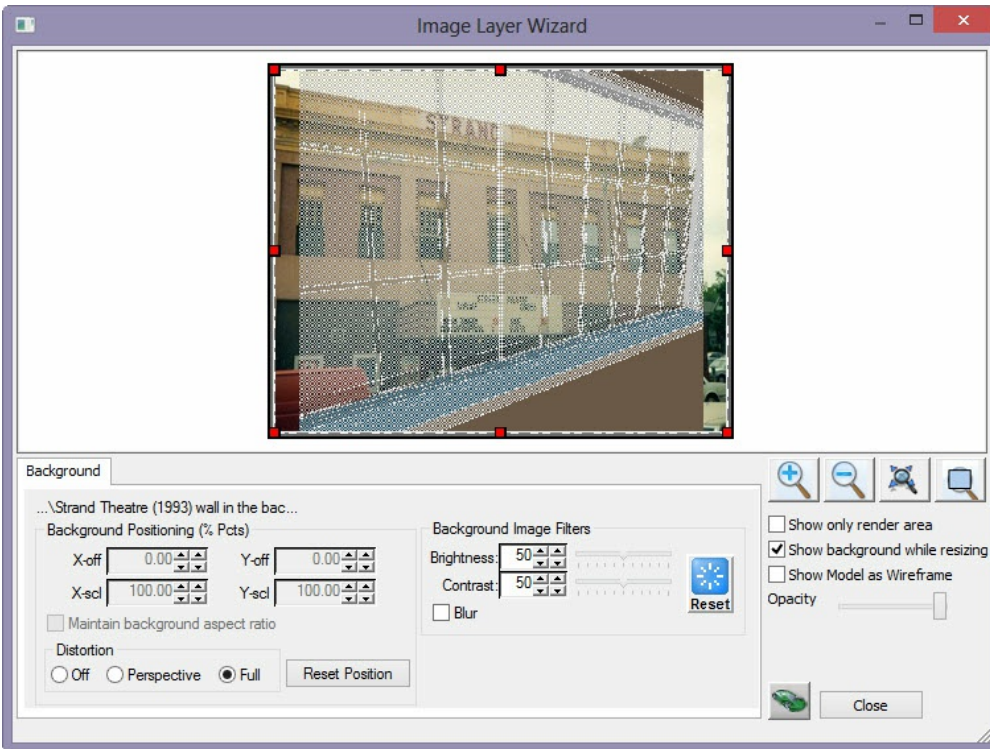 Image Layer Wizard
STRAND
Background
...\Strand Theatre (1993) wall in the bac...
Background Positioning (% Pcts)
X-off 0.00 Y-off 0.00
X-scl 100.00 Y-scl 100.00
Maintain background aspect ratio
Distortion
Off Perspective Full Reset Position
Background Image Filters
Brightness: 50
Contrast: 50
Blur
Reset
Show only render area
Show background while resizing
Show Model as Wireframe
Opacity
Close